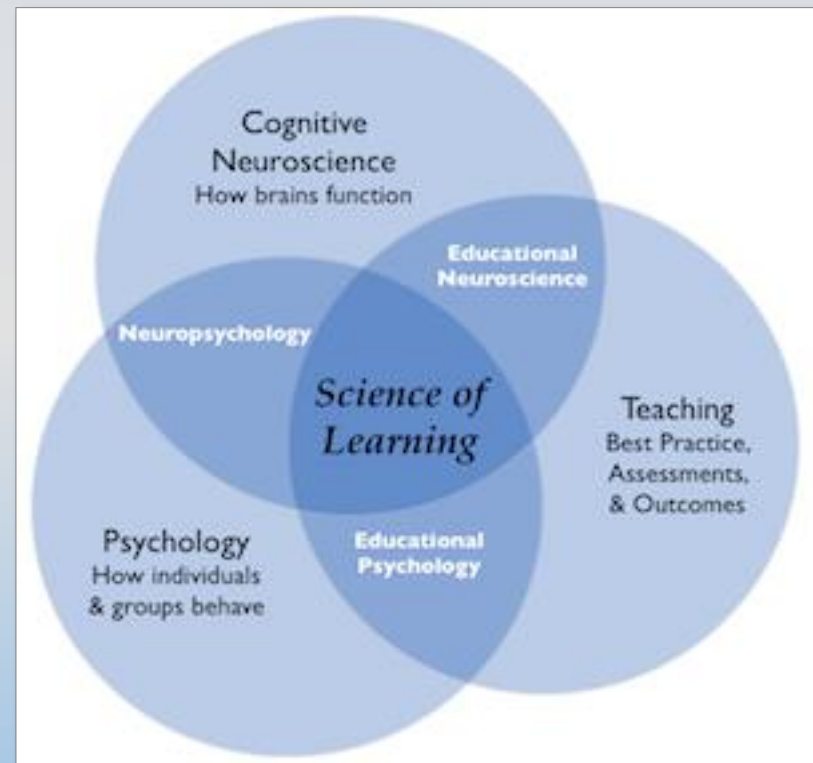 Cognitive
Neuroscience
How brains function
Educational
Neuroscience
Neuropsychology
Science of
Learning
Teaching
Best Practice,
Assessments,
& Outcomes
Psychology
How individuals
& groups behave
Educational
Psychology